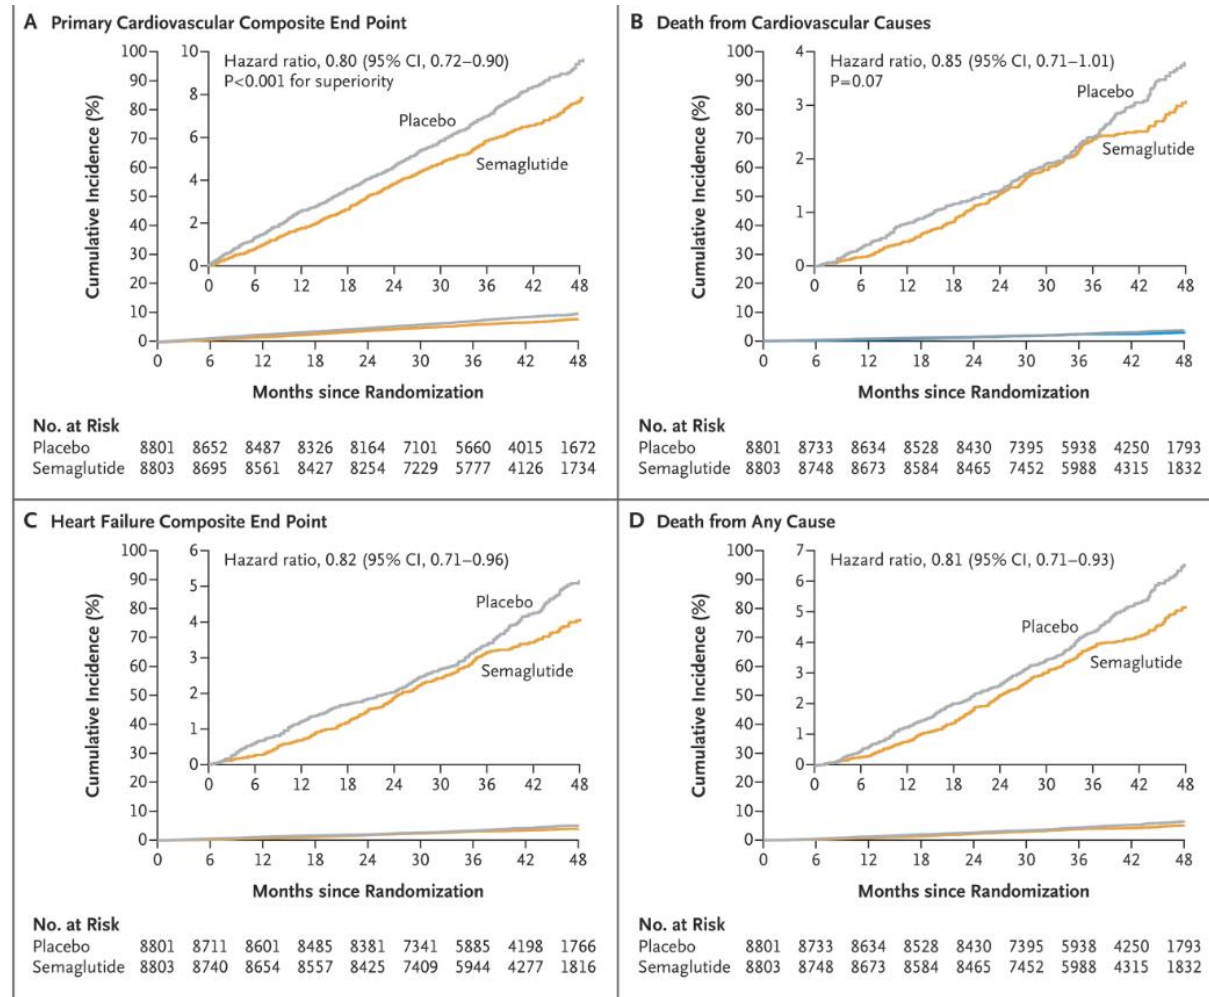 A Primary Cardiovascular Composite End Point
Cumulative Incidence (%)
100
90
80
70
60
50
40
30
20
10
0
10
8
6
4
2
0
Hazard ratio, 0.80 (95% CI, 0.72–0.90)
P<0.001 for superiority
Placebo
Semaglutide
0 6 12 18 24 30 36 42 48
0 6 12 18 24 30 36 42 48
Months since Randomization
No. at Risk
Placebo 8801 8652 8487 8326 8164 7101 5660 4015 1672
Semaglutide 8803 8695 8561 8427 8254 7229 5777 4126 1734
B Death from Cardiovascular Causes
Cumulative Incidence (%)
100
90
80
70
60
50
40
30
20
10
0
4
3
2
1
0
Hazard ratio, 0.85 (95% CI, 0.71–1.01)
P=0.07
Placebo
Semaglutide
0 6 12 18 24 30 36 42 48
0 6 12 18 24 30 36 42 48
Months since Randomization
No. at Risk
Placebo 8801 8733 8634 8528 8430 7395 5938 4250 1793
Semaglutide 8803 8748 8673 8584 8465 7452 5988 4315 1832
C Heart Failure Composite End Point
Cumulative Incidence (%)
100
90
80
70
60
50
40
30
20
10
0
6
5
4
3
2
1
0
Hazard ratio, 0.82 (95% CI, 0.71–0.96)
Placebo
Semaglutide
0 6 12 18 24 30 36 42 48
0 6 12 18 24 30 36 42 48
Months since Randomization
No. at Risk
Placebo 8801 8711 8601 8485 8381 7341 5885 4198 1766
Semaglutide 8803 8740 8654 8557 8425 7409 5944 4277 1816
D Death from Any Cause
Cumulative Incidence (%)
100
90
80
70
60
50
40
30
20
10
0
7
6
5
4
3
2
1
0
Hazard ratio, 0.81 (95% CI, 0.71–0.93)
Placebo
Semaglutide
0 6 12 18 24 30 36 42 48
0 6 12 18 24 30 36 42 48
Months since Randomization
No. at Risk
Placebo 8801 8733 8634 8528 8430 7395 5938 4250 1793
Semaglutide 8803 8748 8673 8584 8465 7452 5988 4315 1832